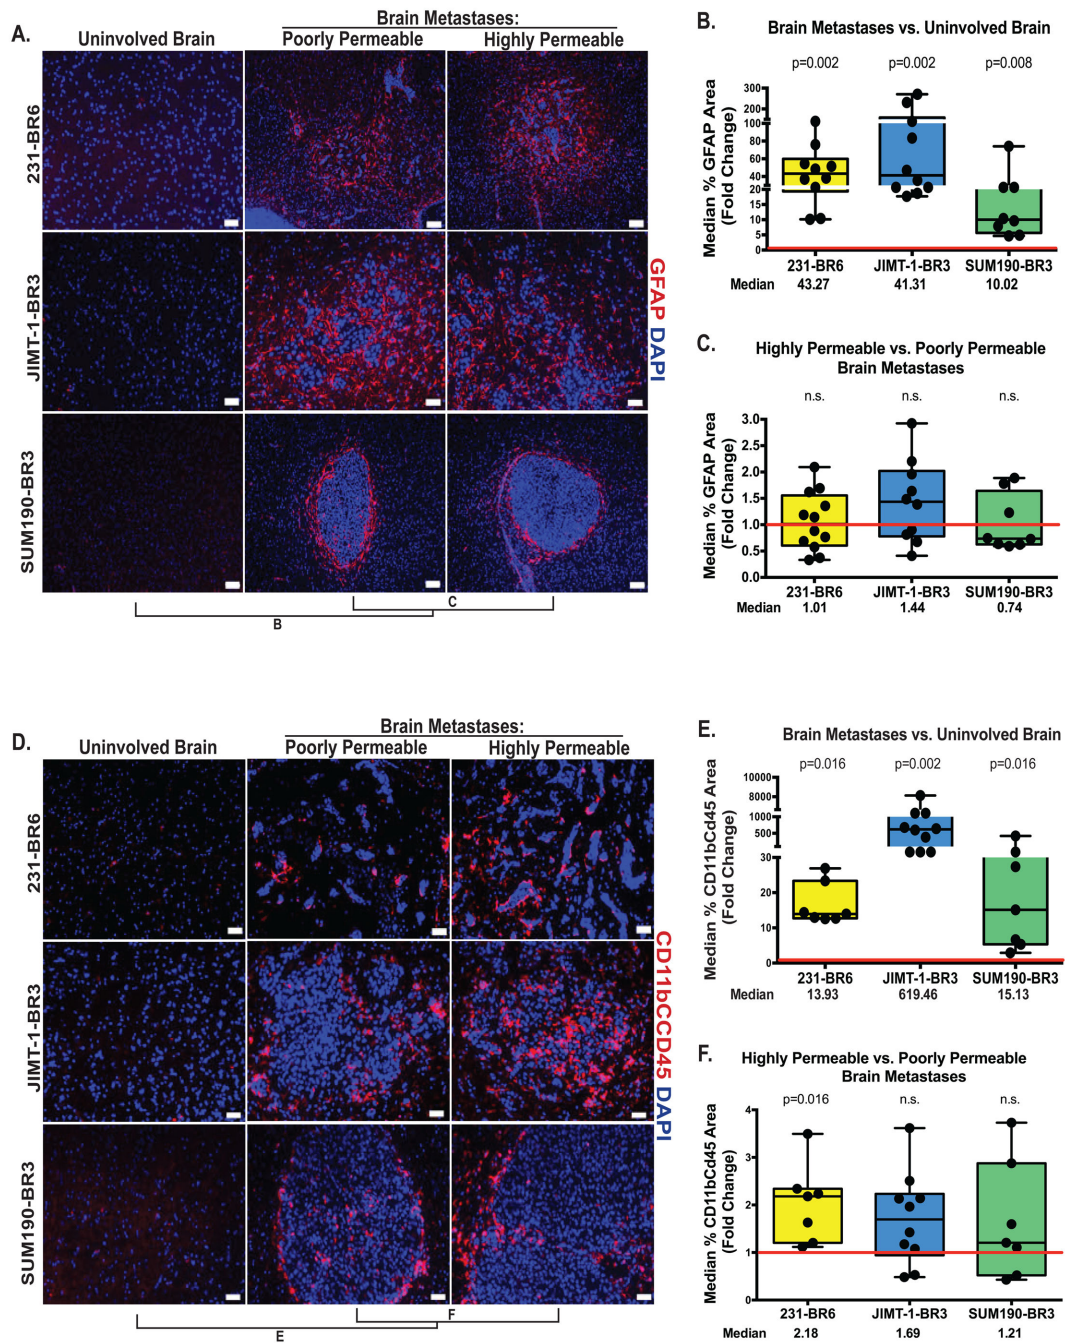 A.
Brain Metastases:
Uninvolved Brain
Poorly Permeable
Highly Permeable
231-BR6
JIMT-1-BR3
SUM190-BR3
GFAP DAPI
B
C
B.
Brain Metastases vs. Uninvolved Brain
p=0.002
p=0.002
p=0.008
Median % GFAP Area
(Fold Change)
300
200
100
80
60
40
20
15
10
5
0
231-BR6
JIMT-1-BR3
SUM190-BR3
Median
43.27
41.31
10.02
C.
Highly Permeable vs. Poorly Permeable
Brain Metastases
n.s.
n.s.
n.s.
Median % GFAP Area
(Fold Change)
3.0
2.5
2.0
1.5
1.0
0.5
0.0
231-BR6
JIMT-1-BR3
SUM190-BR3
Median
1.01
1.44
0.74
D.
Brain Metastases:
Uninvolved Brain
Poorly Permeable
Highly Permeable
231-BR6
JIMT-1-BR3
SUM190-BR3
CD11bCCD45 DAPI
E
F
E.
Brain Metastases vs. Uninvolved Brain
p=0.016
p=0.002
p=0.016
Median % CD11bCd45 Area
(Fold Change)
10000
8000
1000
500
30
20
10
0
231-BR6
JIMT-1-BR3
SUM190-BR3
Median
13.93
619.46
15.13
F.
Highly Permeable vs. Poorly Permeable
Brain Metastases
p=0.016
n.s.
n.s.
Median % CD11bCd45 Area
(Fold Change)
4
3
2
1
0
231-BR6
JIMT-1-BR3
SUM190-BR3
Median
2.18
1.69
1.21